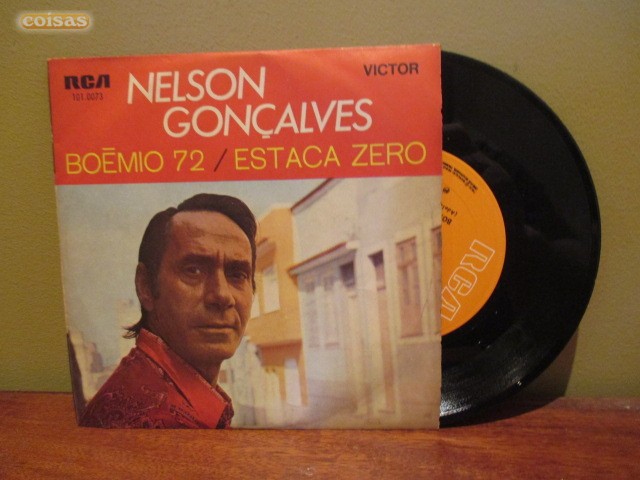 coisas
RCA
VICTOR
NELSON
GONÇALVES
BOÊMIO 72 / ESTACA ZERO
RCA